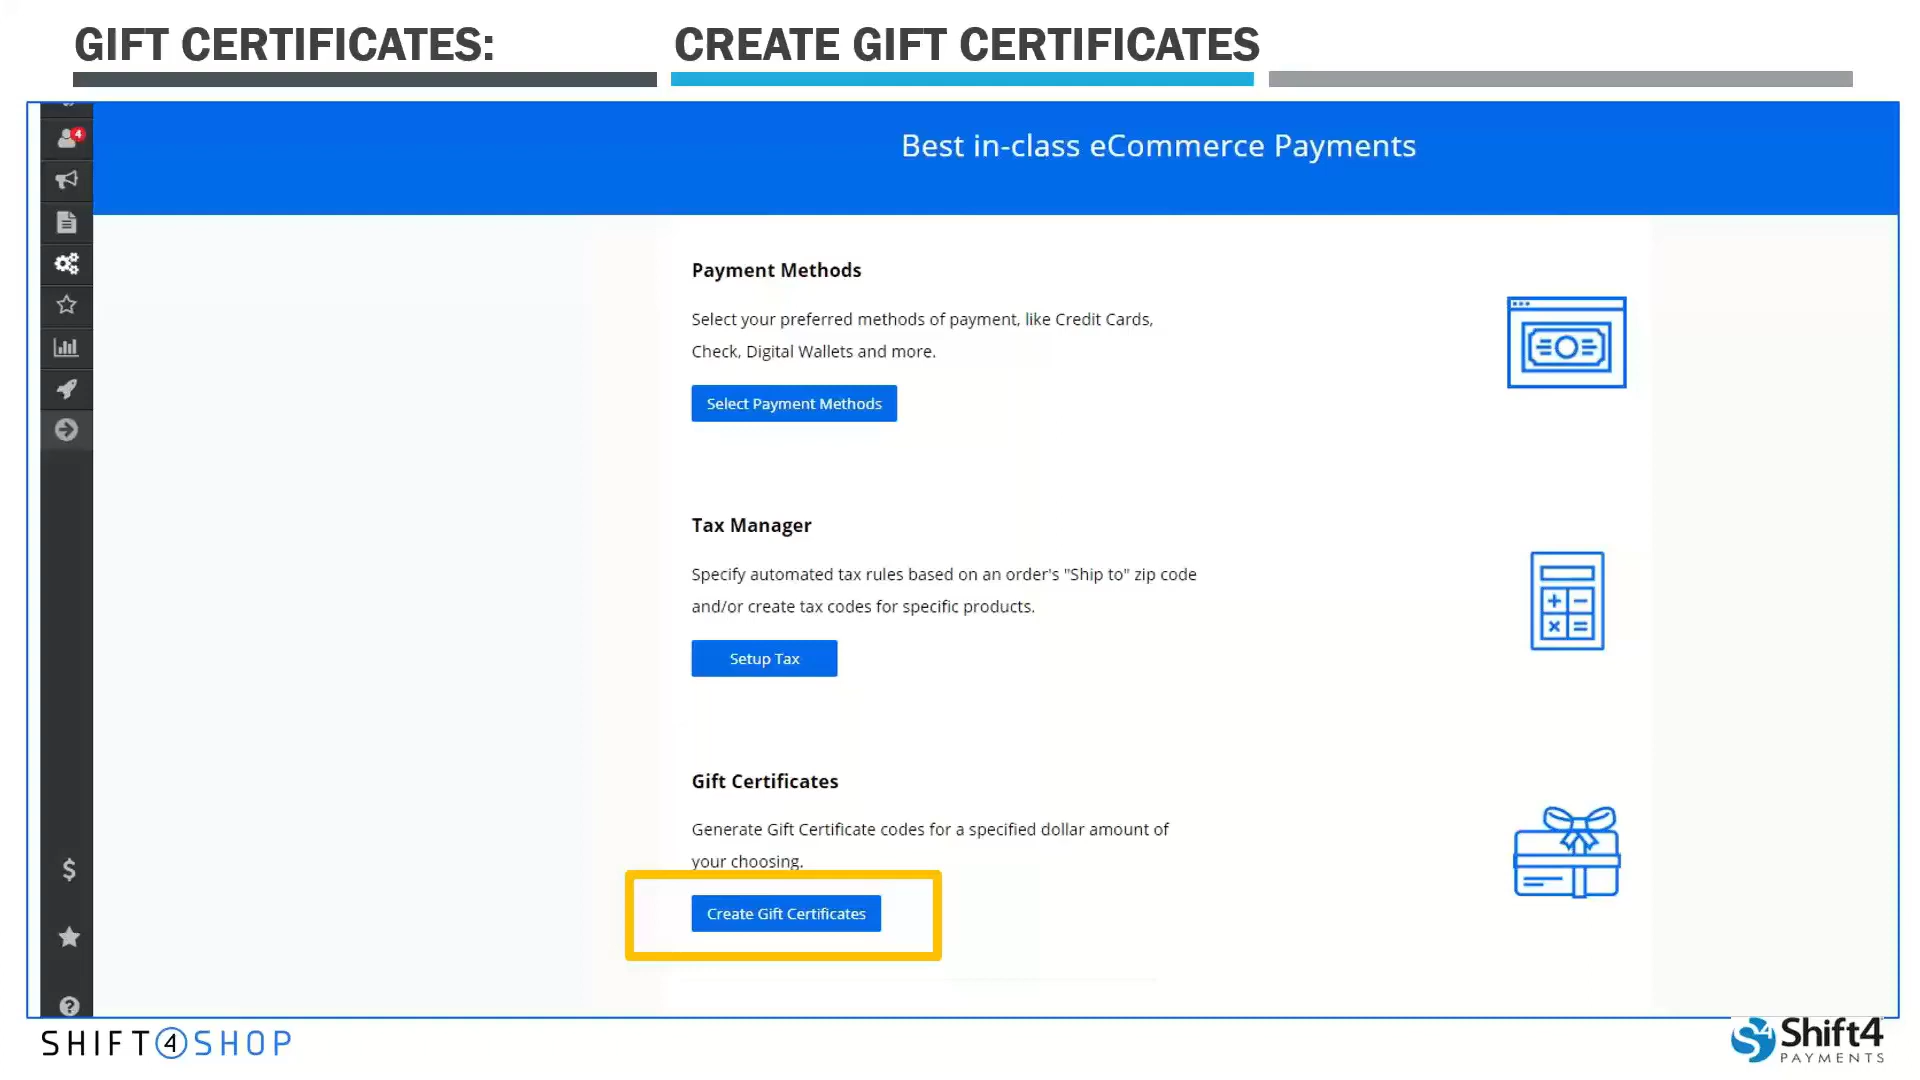 GIFT CERTIFICATES:
CREATE GIFT CERTIFICATES
4
Best in-class eCommerce Payments
Payment Methods
Select your preferred methods of payment, like Credit Cards,
Check, Digital Wallets and more.
Select Payment Methods
Tax Manager
Specify automated tax rules based on an order's "Ship to" zip code
and/or create tax codes for specific products.
Setup Tax
Gift Certificates
Generate Gift Certificate codes for a specified dollar amount of
your choosing.
Create Gift Certificates
SHIFT4SHOP
S4 Shift4
PAYMENTS